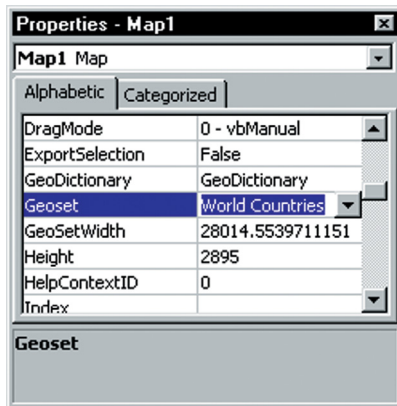 Properties - Map1
Map1 Map
Alphabetic Categorized
DragMode 0 - vbManual
ExportSelection False
GeoDictionary GeoDictionary
Geoset World Countries
GeoSetWidth 28014.5539711151
Height 2895
HelpContextID 0
Index
Geoset